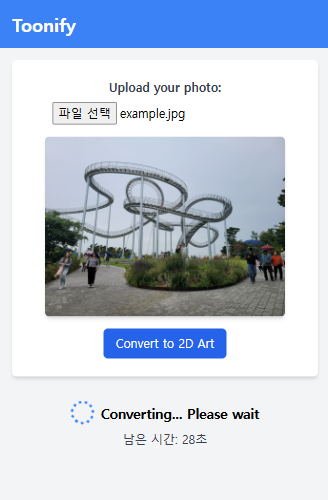 Toonify
Upload your photo:
파일 선택 example.jpg
Convert to 2D Art
Converting... Please wait
남은 시간: 28초